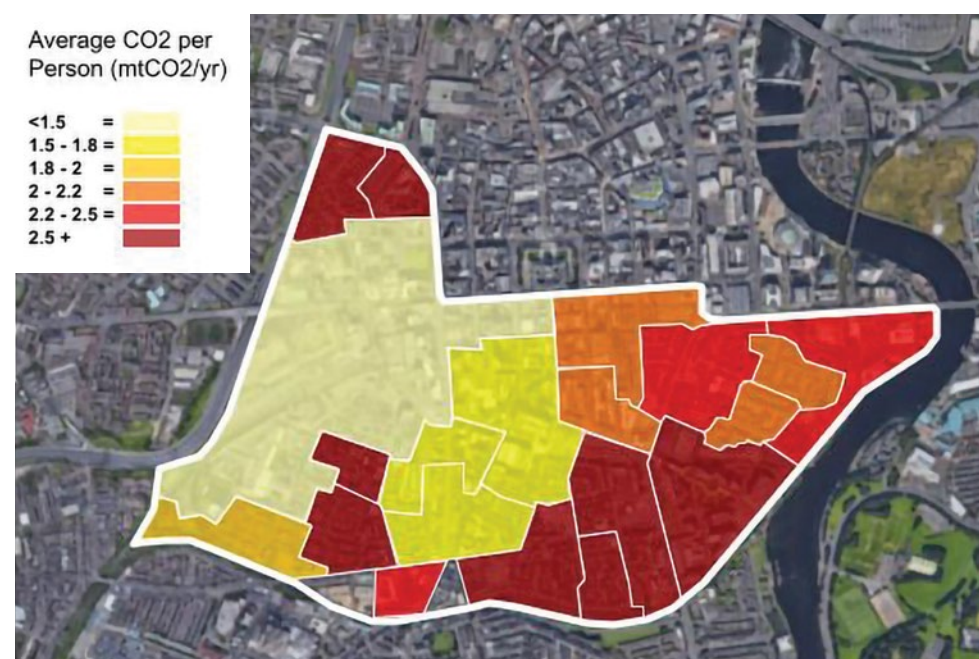 Average CO2 per
Person (mtCO2/yr)
<1.5 =
1.5 - 1.8 =
1.8 - 2 =
2 - 2.2 =
2.2 - 2.5 =
2.5 +